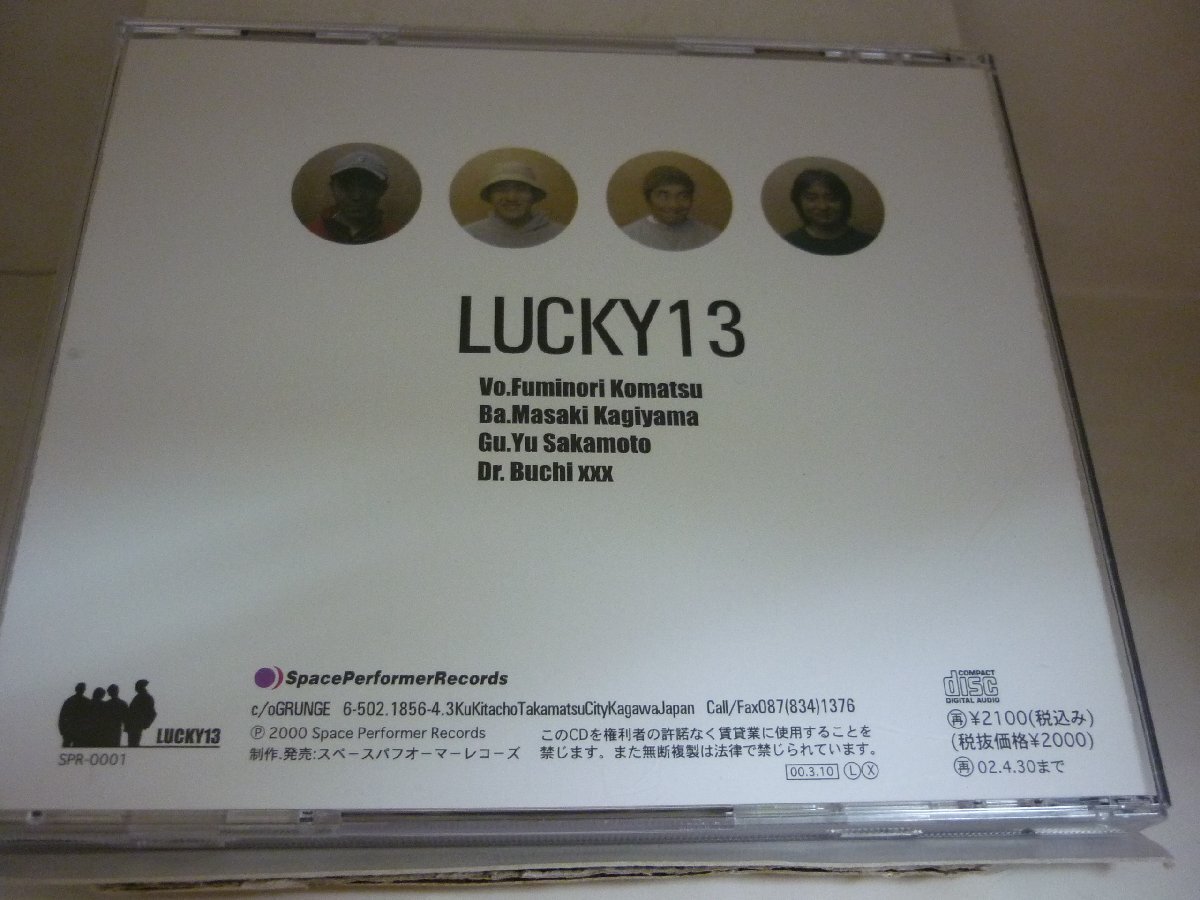 LUCKY13
Vo.Fuminori Komatsu
Ba.Masaki Kagiyama
Gu.Yu Sakamoto
Dr. Buchi xxx
SpacePerformerRecords
c/oGRUNGE 6-502.1856-4.3KuKitachoTakamatsuCityKagawaJapan Call/Fax087(834)1376
Ⓟ 2000 Space Performer Records
制作.発売:スペースパフオーマーレコーズ
このCDを権利者の許諾なく賃貸業に使用することを
禁じます。また無断複製は法律で禁じられています。
00.3.10 Ⓛ Ⓧ
LUCKY13
SPR-0001
COMPACT
disc
DIGITAL AUDIO
㊢¥2100(税込み)
(税抜価格¥2000)
㊢02.4.30まで